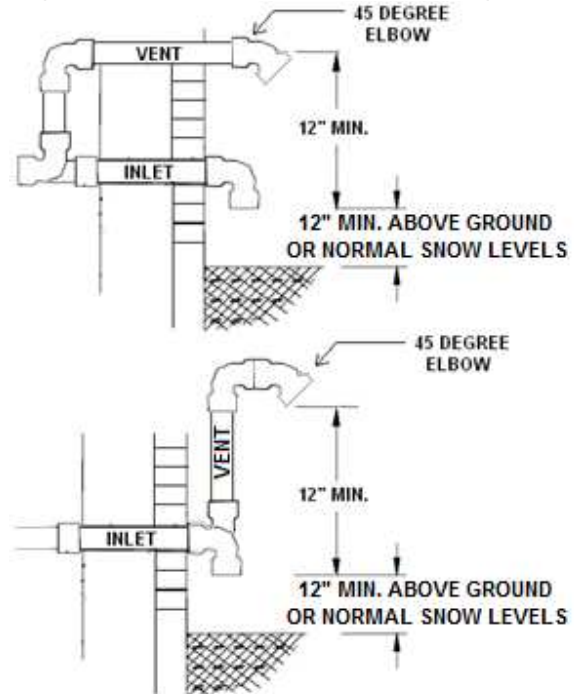 45 DEGREE
ELBOW
VENT
12" MIN.
INLET
12" MIN. ABOVE GROUND
OR NORMAL SNOW LEVELS
45 DEGREE
ELBOW
VENT
12" MIN.
INLET
12" MIN. ABOVE GROUND
OR NORMAL SNOW LEVELS